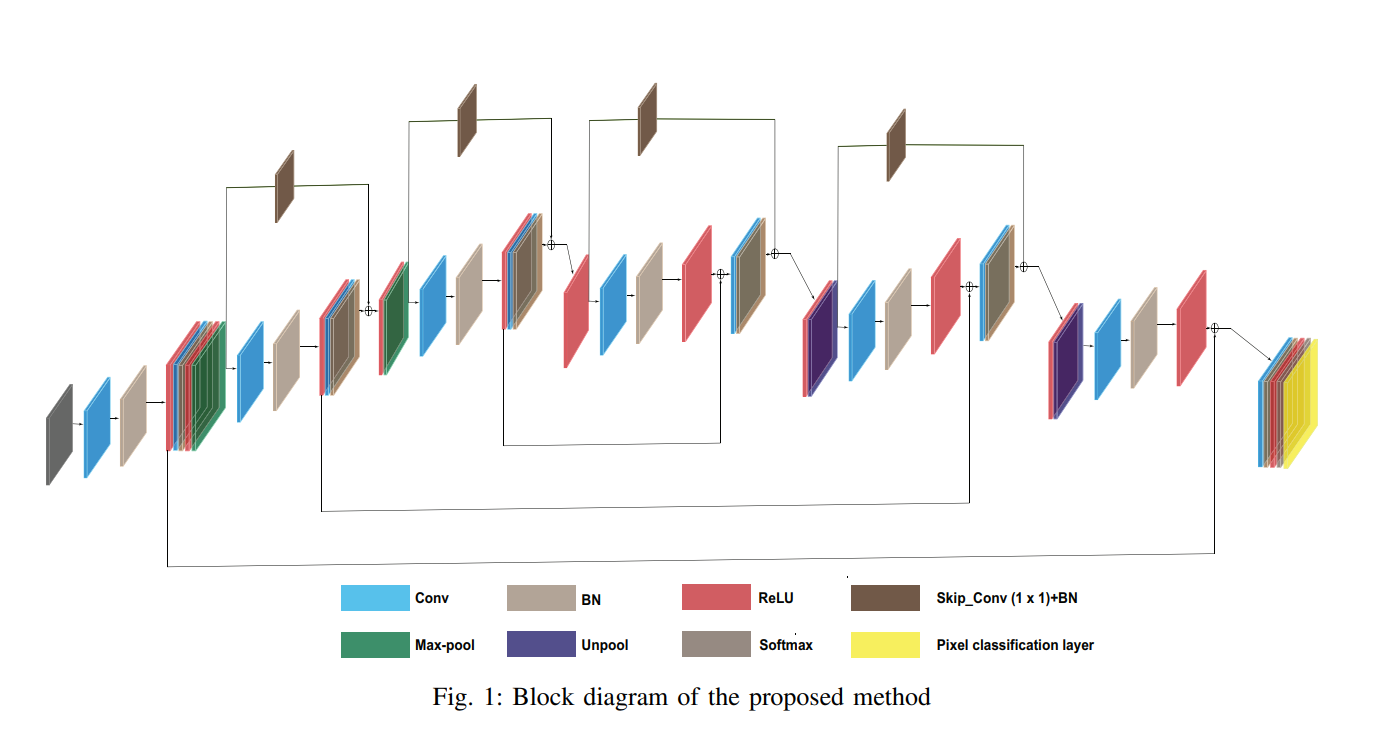 Conv
BN
ReLU
Skip_Conv (1 x 1)+BN
Max-pool
Unpool
Softmax
Pixel classification layer
Fig. 1: Block diagram of the proposed method